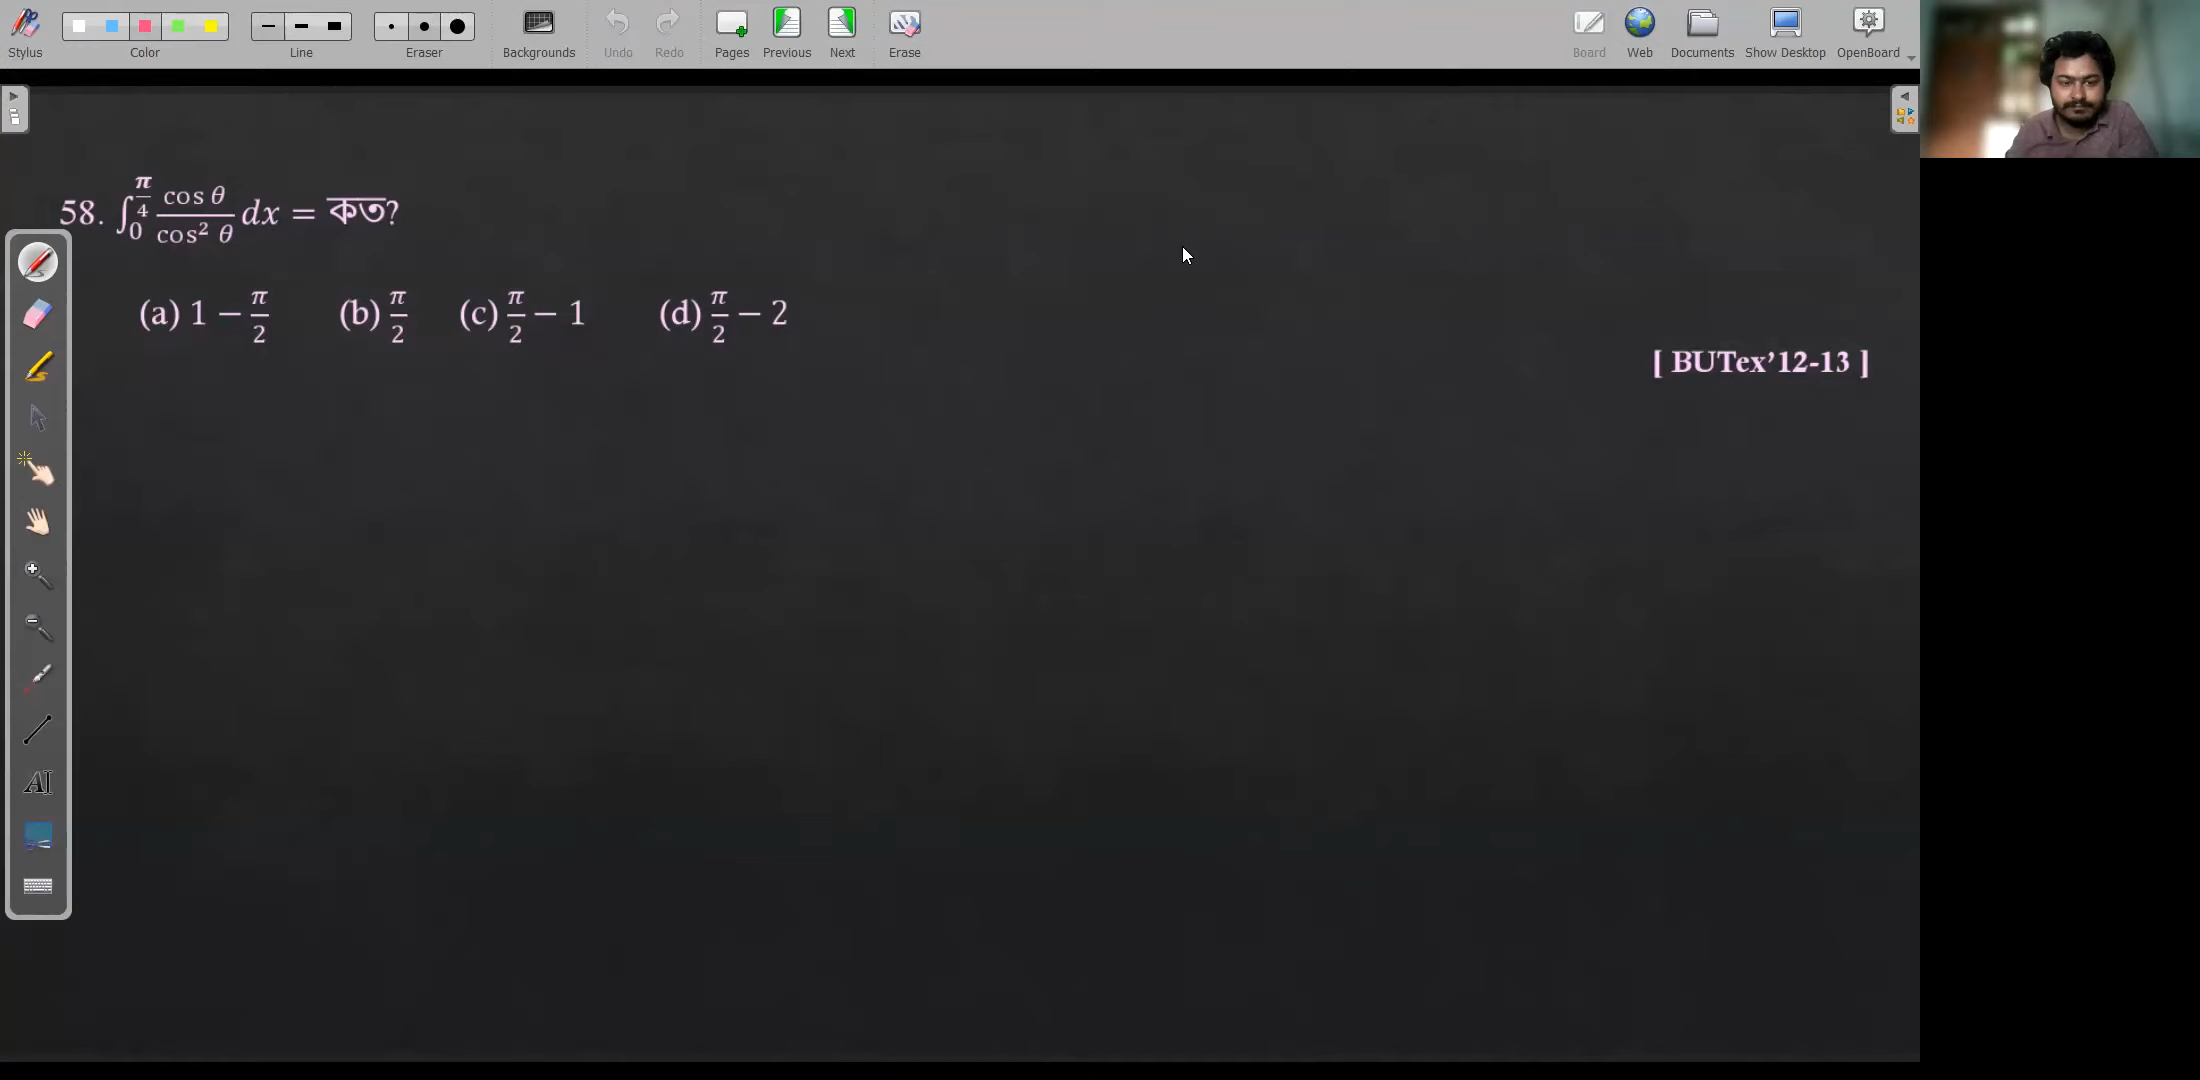 Stylus Color Line Eraser Backgrounds Undo Redo Pages Previous Next Erase Board Web Documents Show Desktop OpenBoard
58. ∫₀^(π/4) cos θ / cos² θ dx = কত?
(a) 1 − π/2 (b) π/2 (c) π/2 − 1 (d) π/2 − 2
[ BUTex’12-13 ]
AI